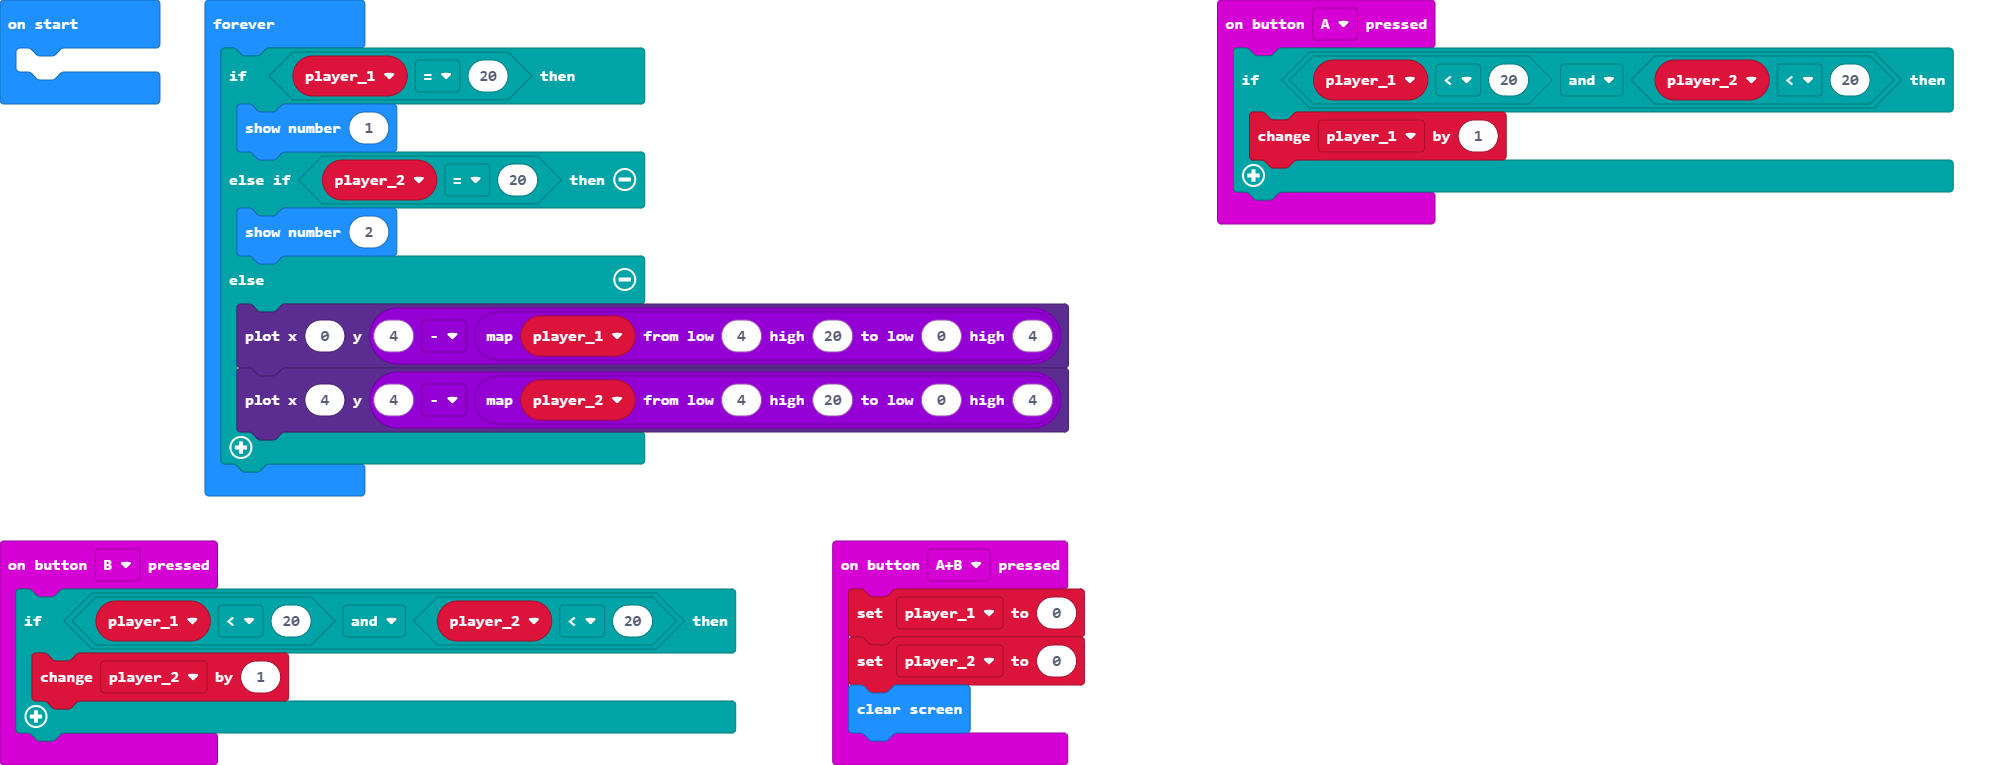 on start
forever
if player_1 = 20 then
show number 1
else if player_2 = 20 then
show number 2
else
plot x 0 y 4 - map player_1 from low 4 high 20 to low 0 high 4
plot x 4 y 4 - map player_2 from low 4 high 20 to low 0 high 4
on button A pressed
if player_1 < 20 and player_2 < 20 then
change player_1 by 1
on button B pressed
if player_1 < 20 and player_2 < 20 then
change player_2 by 1
on button A+B pressed
set player_1 to 0
set player_2 to 0
clear screen